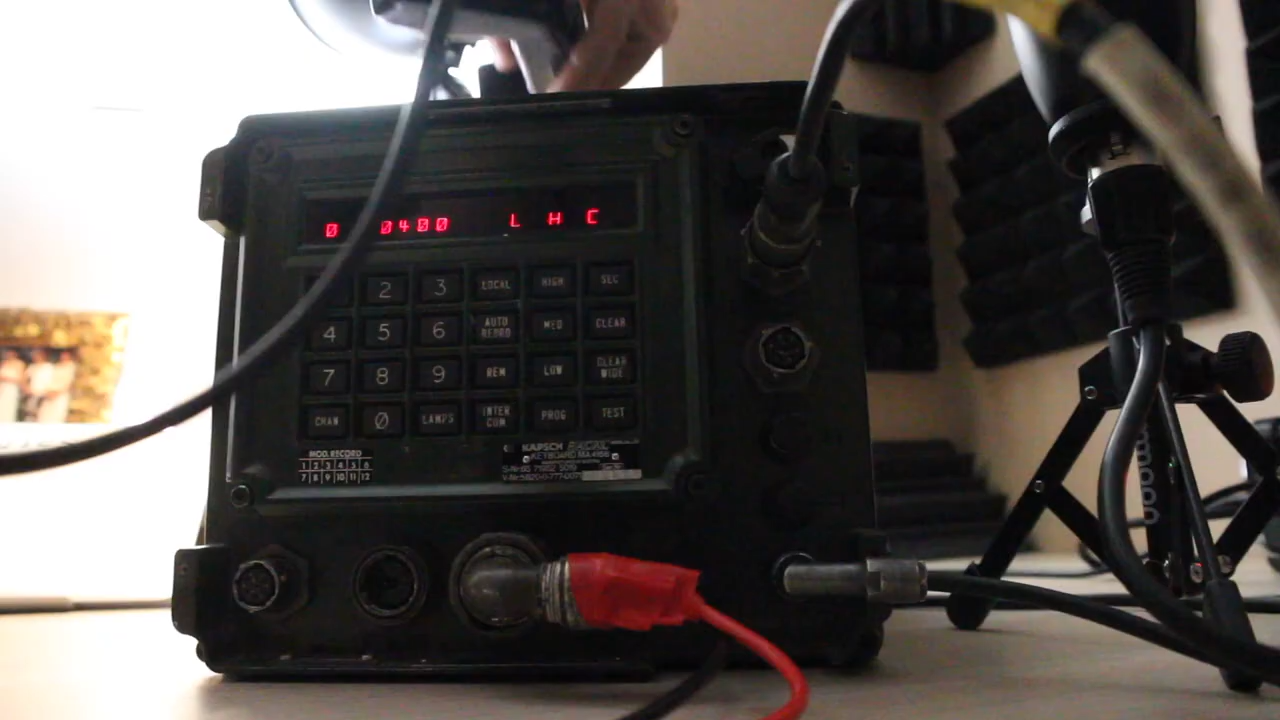 0 0400 L H C
2 3 LOCAL HIGH SEC
4 5 6 AUTO RECRD MED CLEAR
7 8 9 REM LOW CLEAR WIDE
CHAN 0 LAMPS INTER COM PROG TEST
MOD. RECORD
1 2 3 4 5 6
7 8 9 10 11 12
KAPSCH RACAL
KEYBOARD MA4166